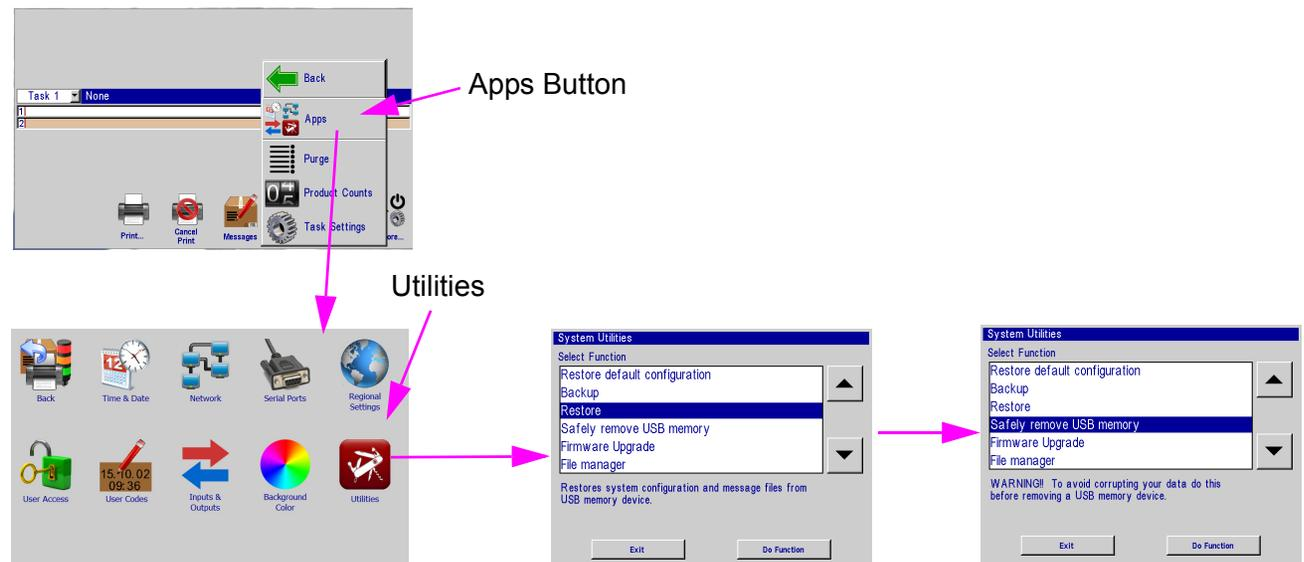 Back
Apps Button
Task 1 None
1
Apps
2
Purge
Product Counts
Task Settings
Print...
Cancel
Print
Messages
ore...
Utilities
Back
Time & Date
Network
Serial Ports
Regional
Settings
User Access
15.10.02
09:36
User Codes
Inputs &
Outputs
Background
Color
Utilities
System Utilities
Select Function
Restore default configuration
Backup
Restore
Safely remove USB memory
Firmware Upgrade
File manager
Restores system configuration and message files from
USB memory device.
Exit
Do Function
System Utilities
Select Function
Restore default configuration
Backup
Restore
Safely remove USB memory
Firmware Upgrade
File manager
WARNING!! To avoid corrupting your data do this
before removing a USB memory device.
Exit
Do Function